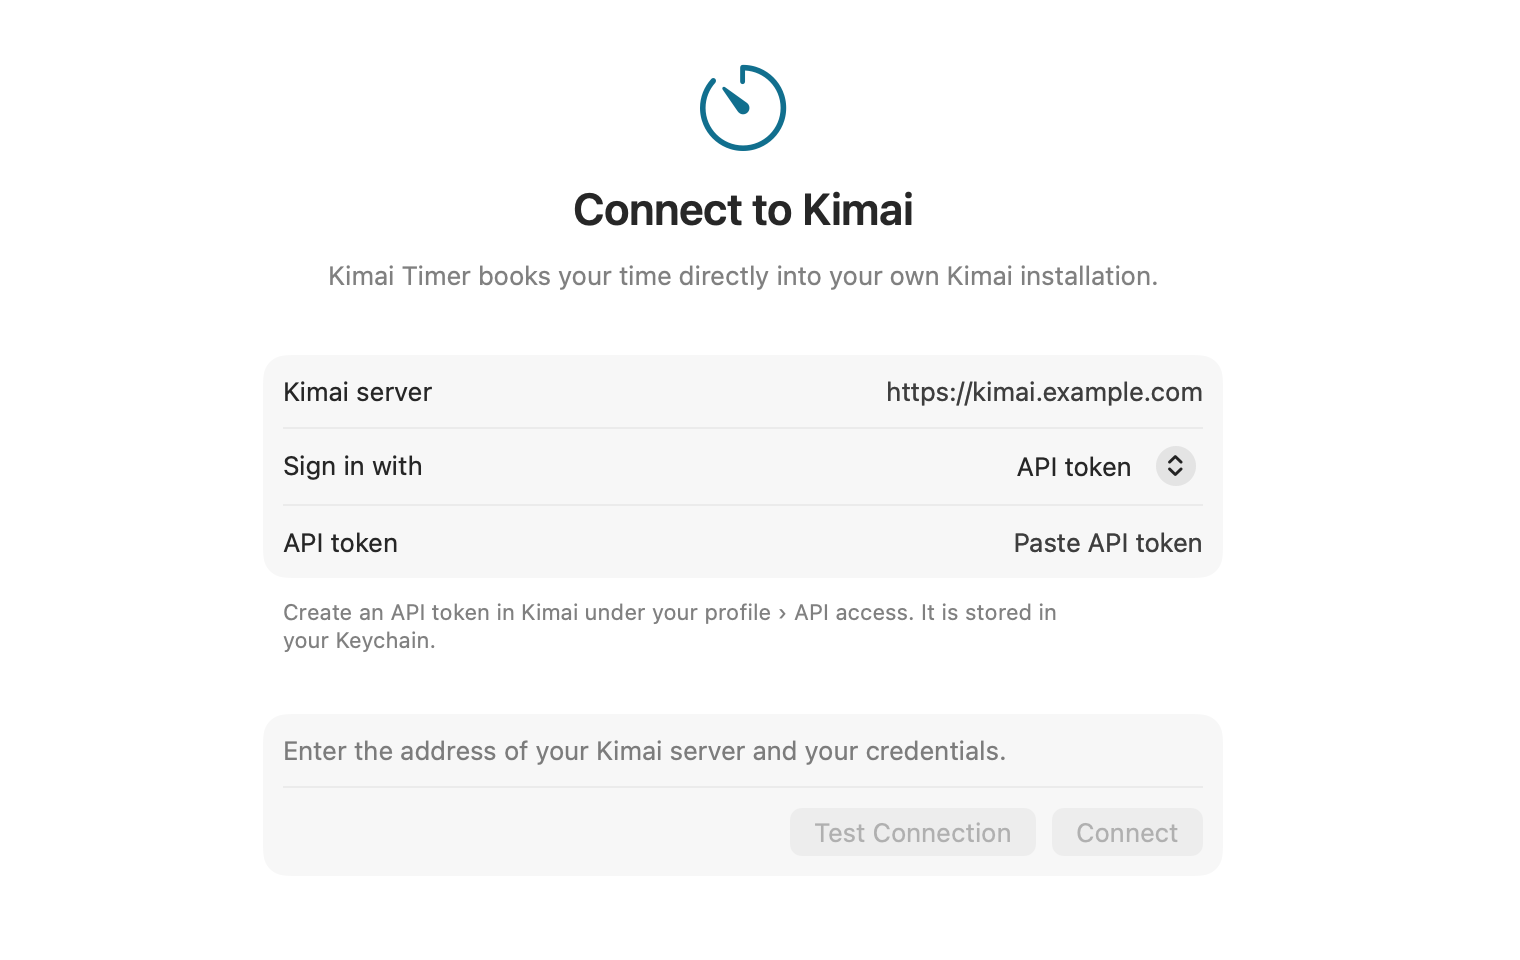 Connect to Kimai
Kimai Timer books your time directly into your own Kimai installation.
Kimai server
https://kimai.example.com
Sign in with
API token
API token
Paste API token
Create an API token in Kimai under your profile › API access. It is stored in
your Keychain.
Enter the address of your Kimai server and your credentials.
Test Connection
Connect